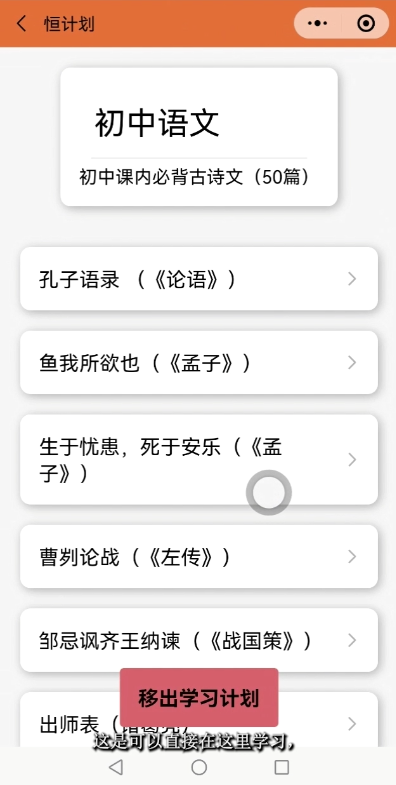 恒计划
初中语文
初中课内必背古诗文（50篇）
孔子语录 （《论语》）
鱼我所欲也（《孟子》）
生于忧患，死于安乐（《孟
子》）
曹刿论战（《左传》）
邹忌讽齐王纳谏（《战国策》）
移出学习计划
出师表（诸葛亮）
这是可以直接在这里学习，